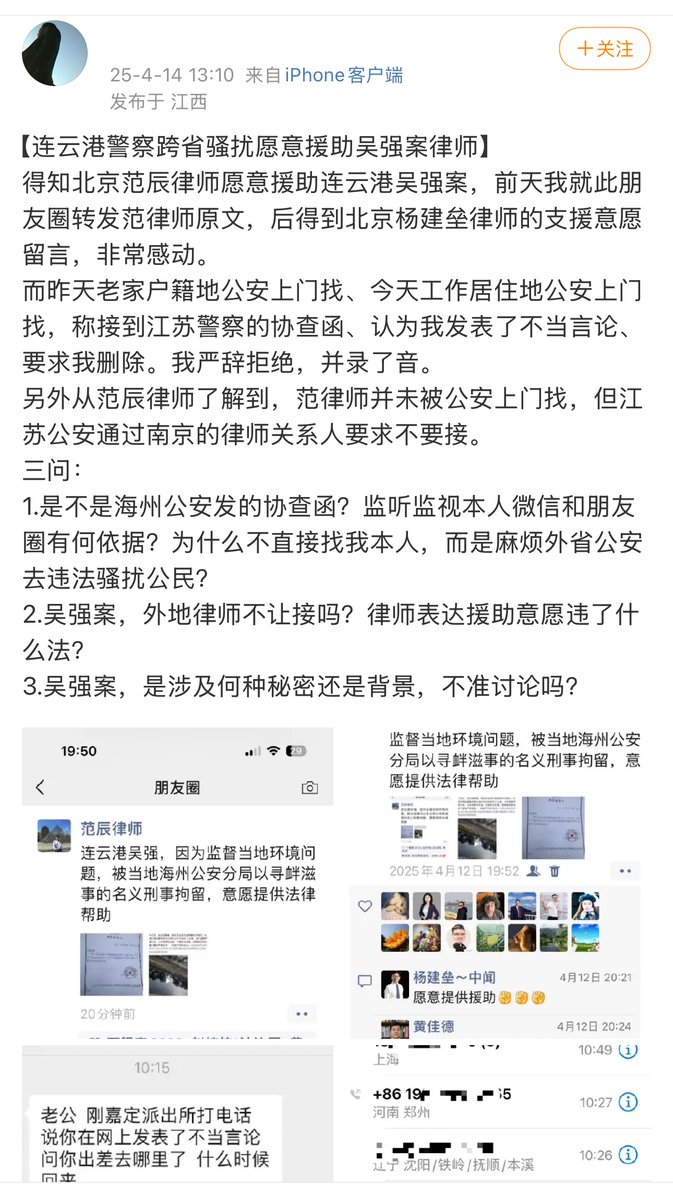 ＋关注
25-4-14 13:10 来自 iPhone客户端
发布于 江西
【连云港警察跨省骚扰愿意援助吴强案律师】
得知北京范辰律师愿意援助连云港吴强案，前天我就此朋
友圈转发范律师原文，后得到北京杨建垒律师的支援意愿
留言，非常感动。
而昨天老家户籍地公安上门找、今天工作居住地公安上门
找，称接到江苏警察的协查函、认为我发表了不当言论、
要求我删除。我严辞拒绝，并录了音。
另外从范辰律师了解到，范律师并未被公安上门找，但江
苏公安通过南京的律师关系人要求不要接。
三问：
1.是不是海州公安发的协查函？监听监视本人微信和朋友
圈有何依据？为什么不直接找我本人，而是麻烦外省公安
去违法骚扰公民？
2.吴强案，外地律师不让接吗？律师表达援助意愿违了什
么法？
3.吴强案，是涉及何种秘密还是背景，不准讨论吗？
19:50
29
朋友圈
范辰律师
连云港吴强，因为监督当地环境问
题，被当地海州公安分局以寻衅滋
事的名义刑事拘留，意愿提供法律
帮助
20分钟前
监督当地环境问题，被当地海州公安
分局以寻衅滋事的名义刑事拘留，意
愿提供法律帮助
2025年4月12日 19:52
杨建垒～中闻
4月12日 20:21
愿意提供援助✊✊✊
黄佳德
4月12日 20:24
10:15
老公 刚嘉定派出所打电话
说你在网上发表了不当言论
问你出差去哪里了 什么时候
回来
上海
10:49
+86 19
5
河南 郑州
10:27
辽宁 沈阳/铁岭/抚顺/本溪
10:26